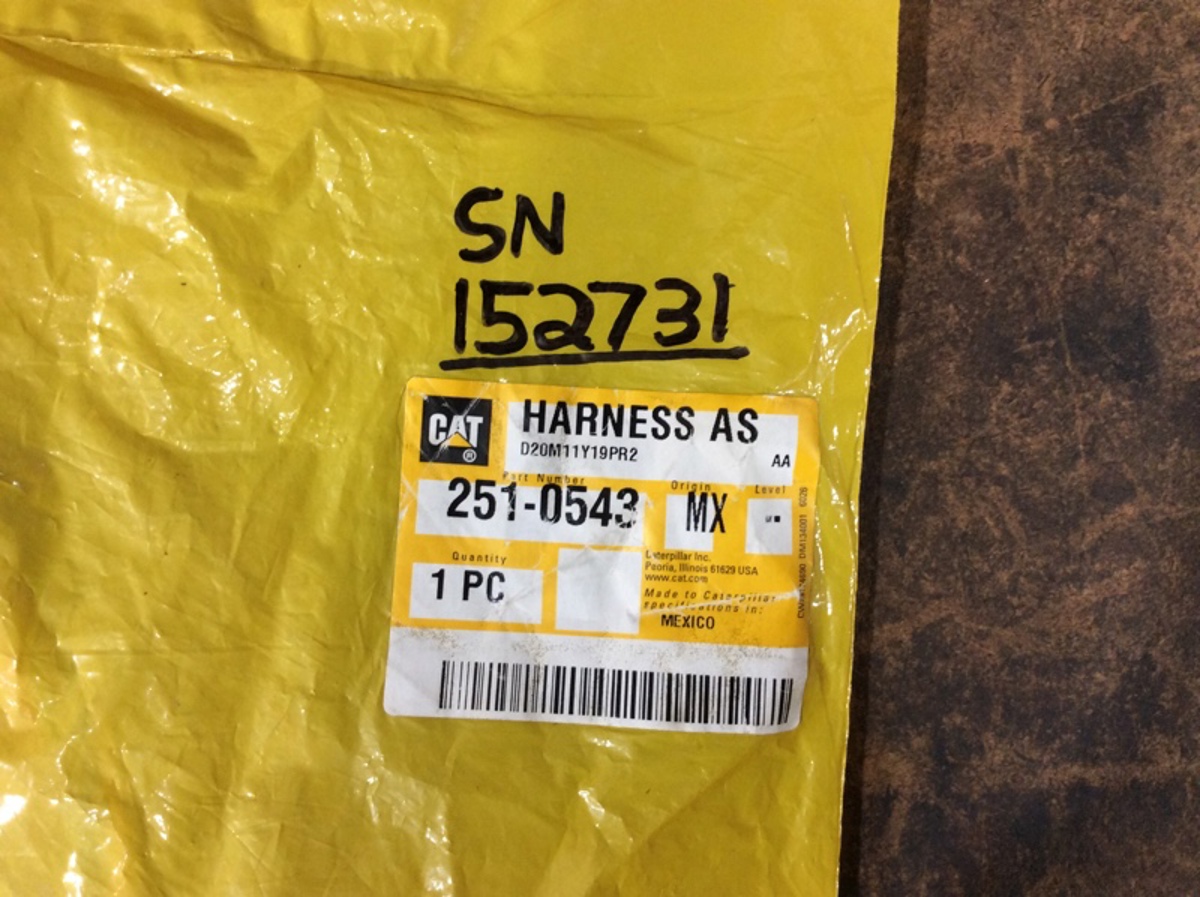 SN
152731
CAT
®
HARNESS AS
D20M11Y19PR2
AA
Part Number
251-0543
Origin
MX
Level
Quantity
1 PC
Caterpillar Inc.
Peoria, Illinois 61629 USA
www.cat.com
Made to Caterpillar
specifications in:
MEXICO